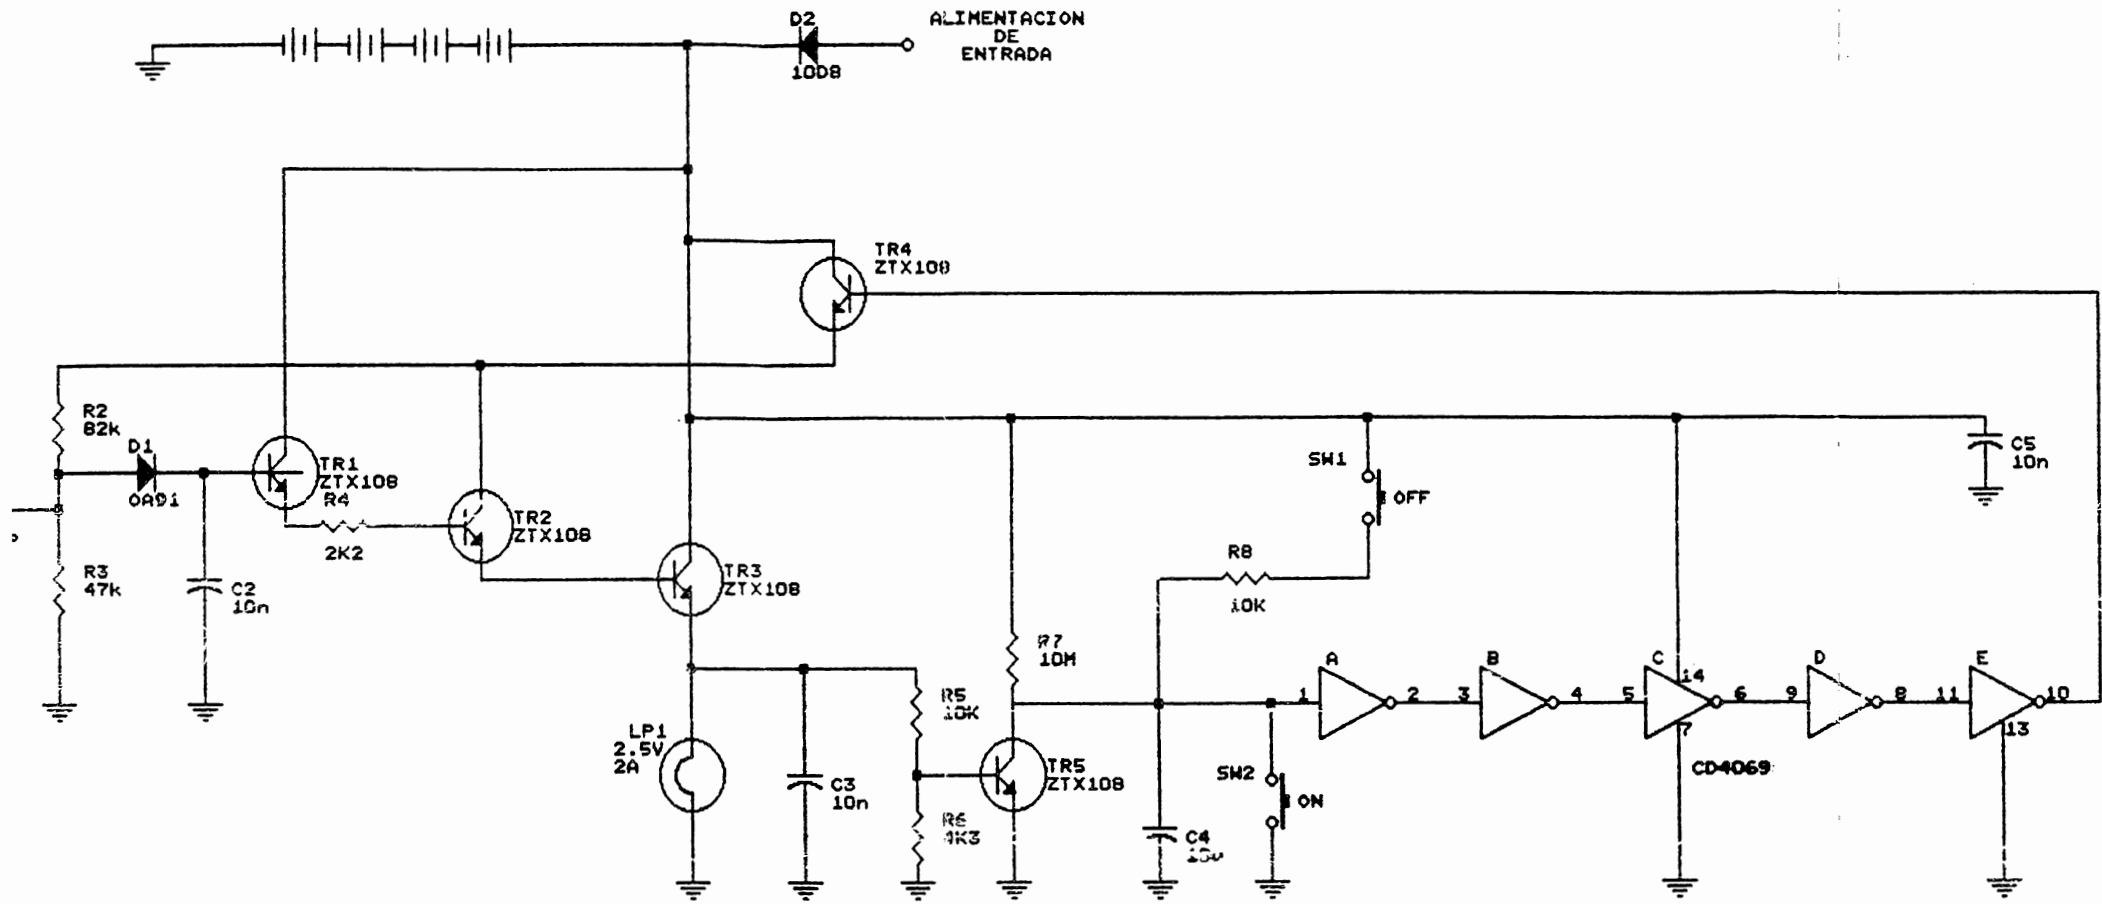 D2
10D8
ALIMENTACION
DE
ENTRADA
TR4
ZTX108
R2
82k
D1
OA91
TR1
ZTX108
R4
2K2
TR2
ZTX108
R3
47k
C2
10n
TR3
ZTX108
SW1
OFF
C5
10n
R8
10K
R7
10M
LP1
2.5V
2A
C3
10n
R5
10K
R6
TR5
ZTX108
C4
SW2
ON
A
B
C
D
E
1
2
3
4
5
6
9
8
11
10
14
7
13
CD4069